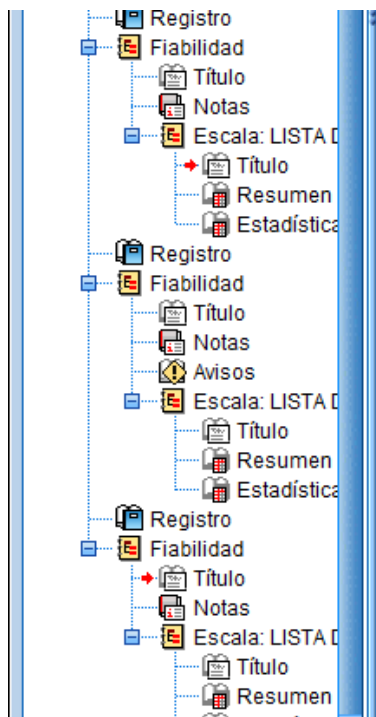 Registro
Fiabilidad
Título
Notas
Escala: LISTA D
Título
Resumen
Estadística
Registro
Fiabilidad
Título
Notas
Avisos
Escala: LISTA D
Título
Resumen
Estadística
Registro
Fiabilidad
Título
Notas
Escala: LISTA D
Título
Resumen